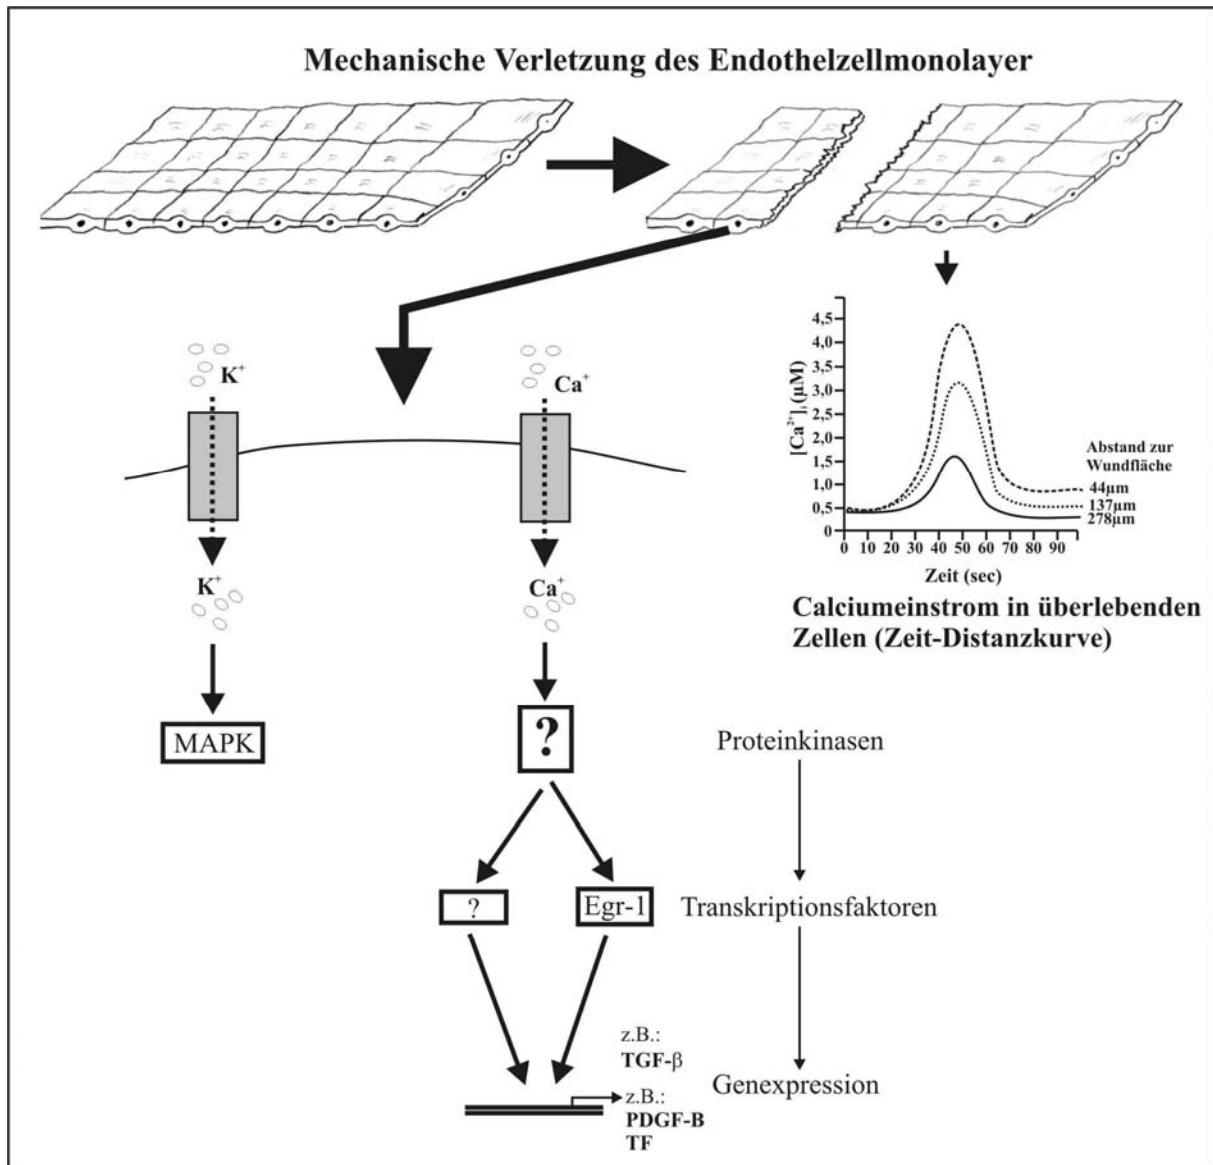 Mechanische Verletzung des Endothelzellmonolayer
K⁺
Ca⁺
K⁺
Ca⁺
MAPK
?
?
Egr-1
Proteinkinasen
Transkriptionsfaktoren
Genexpression
z.B.:
TGF-β
z.B.:
PDGF-B
TF
[Ca²⁺]ᵢ (µM)
4,5
4,0
3,5
3,0
2,5
2,0
1,5
1,0
0,5
0
0 10 20 30 40 50 60 70 80 90
Zeit (sec)
Abstand zur
Wundfläche
44µm
137µm
278µm
Calciumeinstrom in überlebenden
Zellen (Zeit-Distanzkurve)